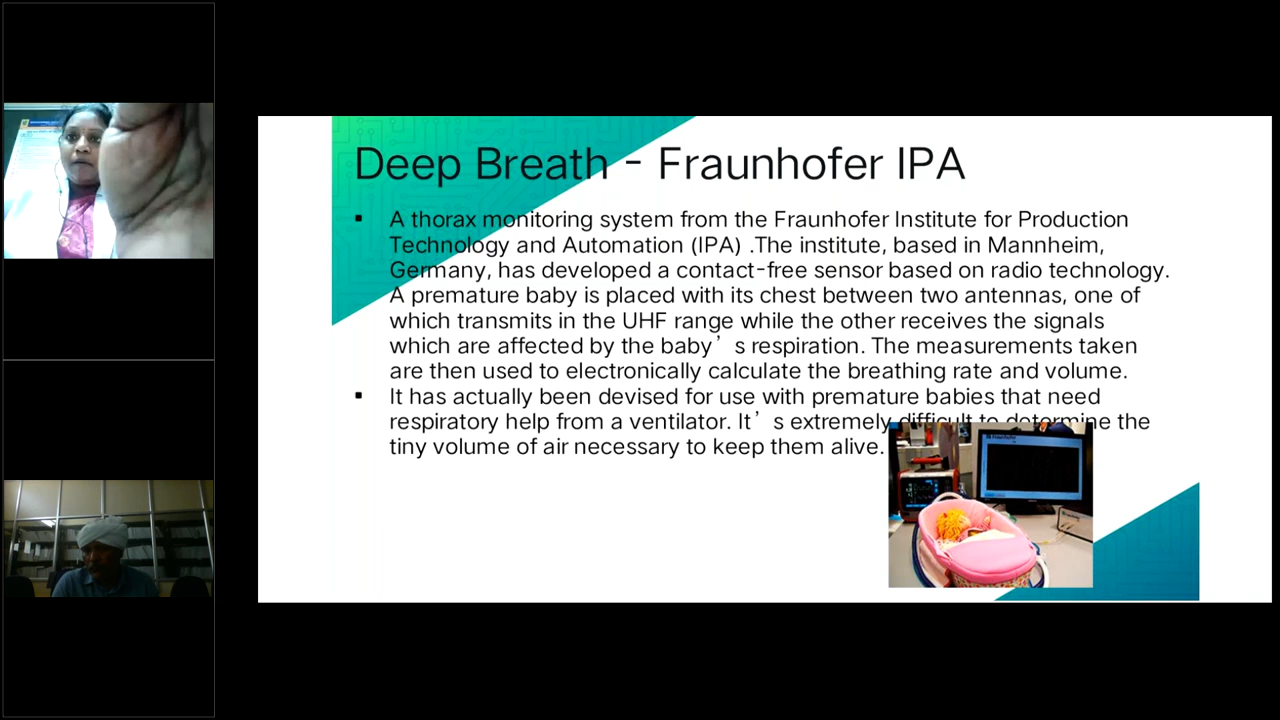 Deep Breath - Fraunhofer IPA
▪ A thorax monitoring system from the Fraunhofer Institute for Production
Technology and Automation (IPA) .The institute, based in Mannheim,
Germany, has developed a contact-free sensor based on radio technology.
A premature baby is placed with its chest between two antennas, one of
which transmits in the UHF range while the other receives the signals
which are affected by the baby’s respiration. The measurements taken
are then used to electronically calculate the breathing rate and volume.
▪ It has actually been devised for use with premature babies that need
respiratory help from a ventilator. It’s extremely difficult to determine the
tiny volume of air necessary to keep them alive.
Fraunhofer